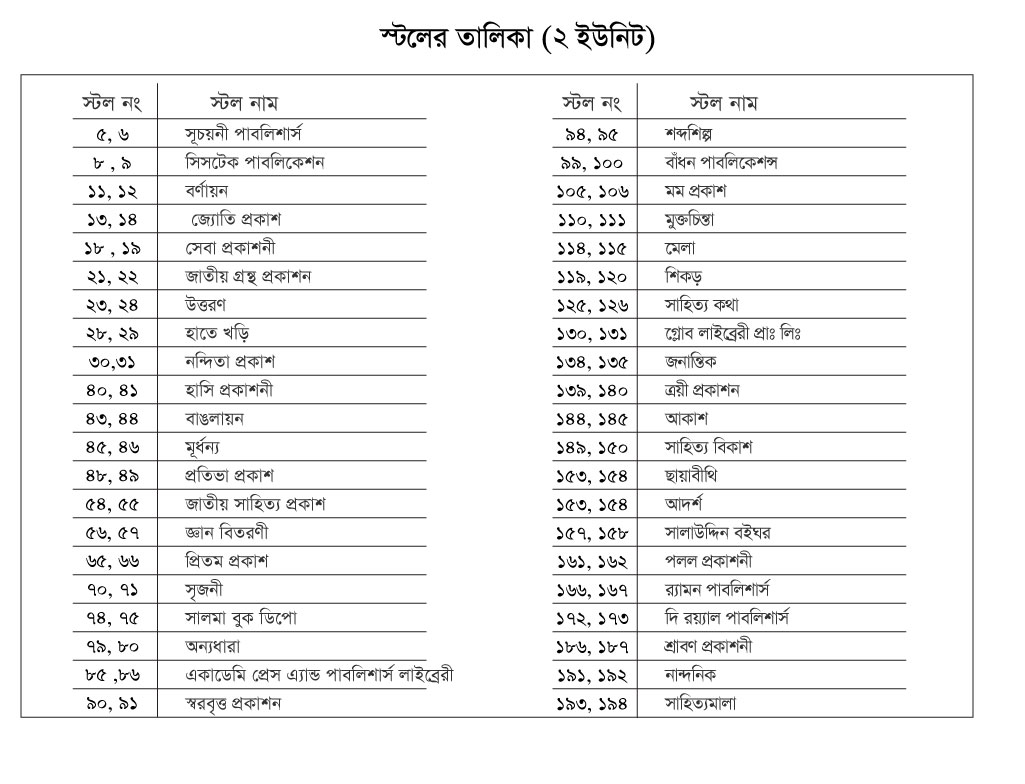 স্টলের তালিকা (২ ইউনিট)
স্টল নং স্টল নাম
৫, ৬ সূচয়নী পাবলিশার্স
৮ , ৯ সিসটেক পাবলিকেশন
১১, ১২ বর্ণায়ন
১৩, ১৪ জ্যোতি প্রকাশ
১৮ , ১৯ সেবা প্রকাশনী
২১, ২২ জাতীয় গ্রন্থ প্রকাশন
২৩, ২৪ উত্তরণ
২৮, ২৯ হাতে খড়ি
৩০,৩১ নন্দিতা প্রকাশ
৪০, ৪১ হাসি প্রকাশনী
৪৩, ৪৪ বাঙলায়ন
৪৫, ৪৬ মূর্ধন্য
৪৮, ৪৯ প্রতিভা প্রকাশ
৫৪, ৫৫ জাতীয় সাহিত্য প্রকাশ
৫৬, ৫৭ জ্ঞান বিতরণী
৬৫, ৬৬ প্রিতম প্রকাশ
৭০, ৭১ সৃজনী
৭৪, ৭৫ সালমা বুক ডিপো
৭৯, ৮০ অন্যধারা
৮৫ ,৮৬ একাডেমি প্রেস এ্যান্ড পাবলিশার্স লাইব্রেরী
৯০, ৯১ স্বরবৃত্ত প্রকাশন
স্টল নং স্টল নাম
৯৪, ৯৫ শব্দশিল্প
৯৯, ১০০ বাঁধন পাবলিকেশন্স
১০৫, ১০৬ মম প্রকাশ
১১০, ১১১ মুক্তচিন্তা
১১৪, ১১৫ মেলা
১১৯, ১২০ শিকড়
১২৫, ১২৬ সাহিত্য কথা
১৩০, ১৩১ গ্লোব লাইব্রেরী প্রাঃ লিঃ
১৩৪, ১৩৫ জনান্তিক
১৩৯, ১৪০ ত্রয়ী প্রকাশন
১৪৪, ১৪৫ আকাশ
১৪৯, ১৫০ সাহিত্য বিকাশ
১৫৩, ১৫৪ ছায়াবীথি
১৫৩, ১৫৪ আদর্শ
১৫৭, ১৫৮ সালাউদ্দিন বইঘর
১৬১, ১৬২ পলল প্রকাশনী
১৬৬, ১৬৭ র‍্যামন পাবলিশার্স
১৭২, ১৭৩ দি রয়্যাল পাবলিশার্স
১৮৬, ১৮৭ শ্রাবণ প্রকাশনী
১৯১, ১৯২ নান্দনিক
১৯৩, ১৯৪ সাহিত্যমালা